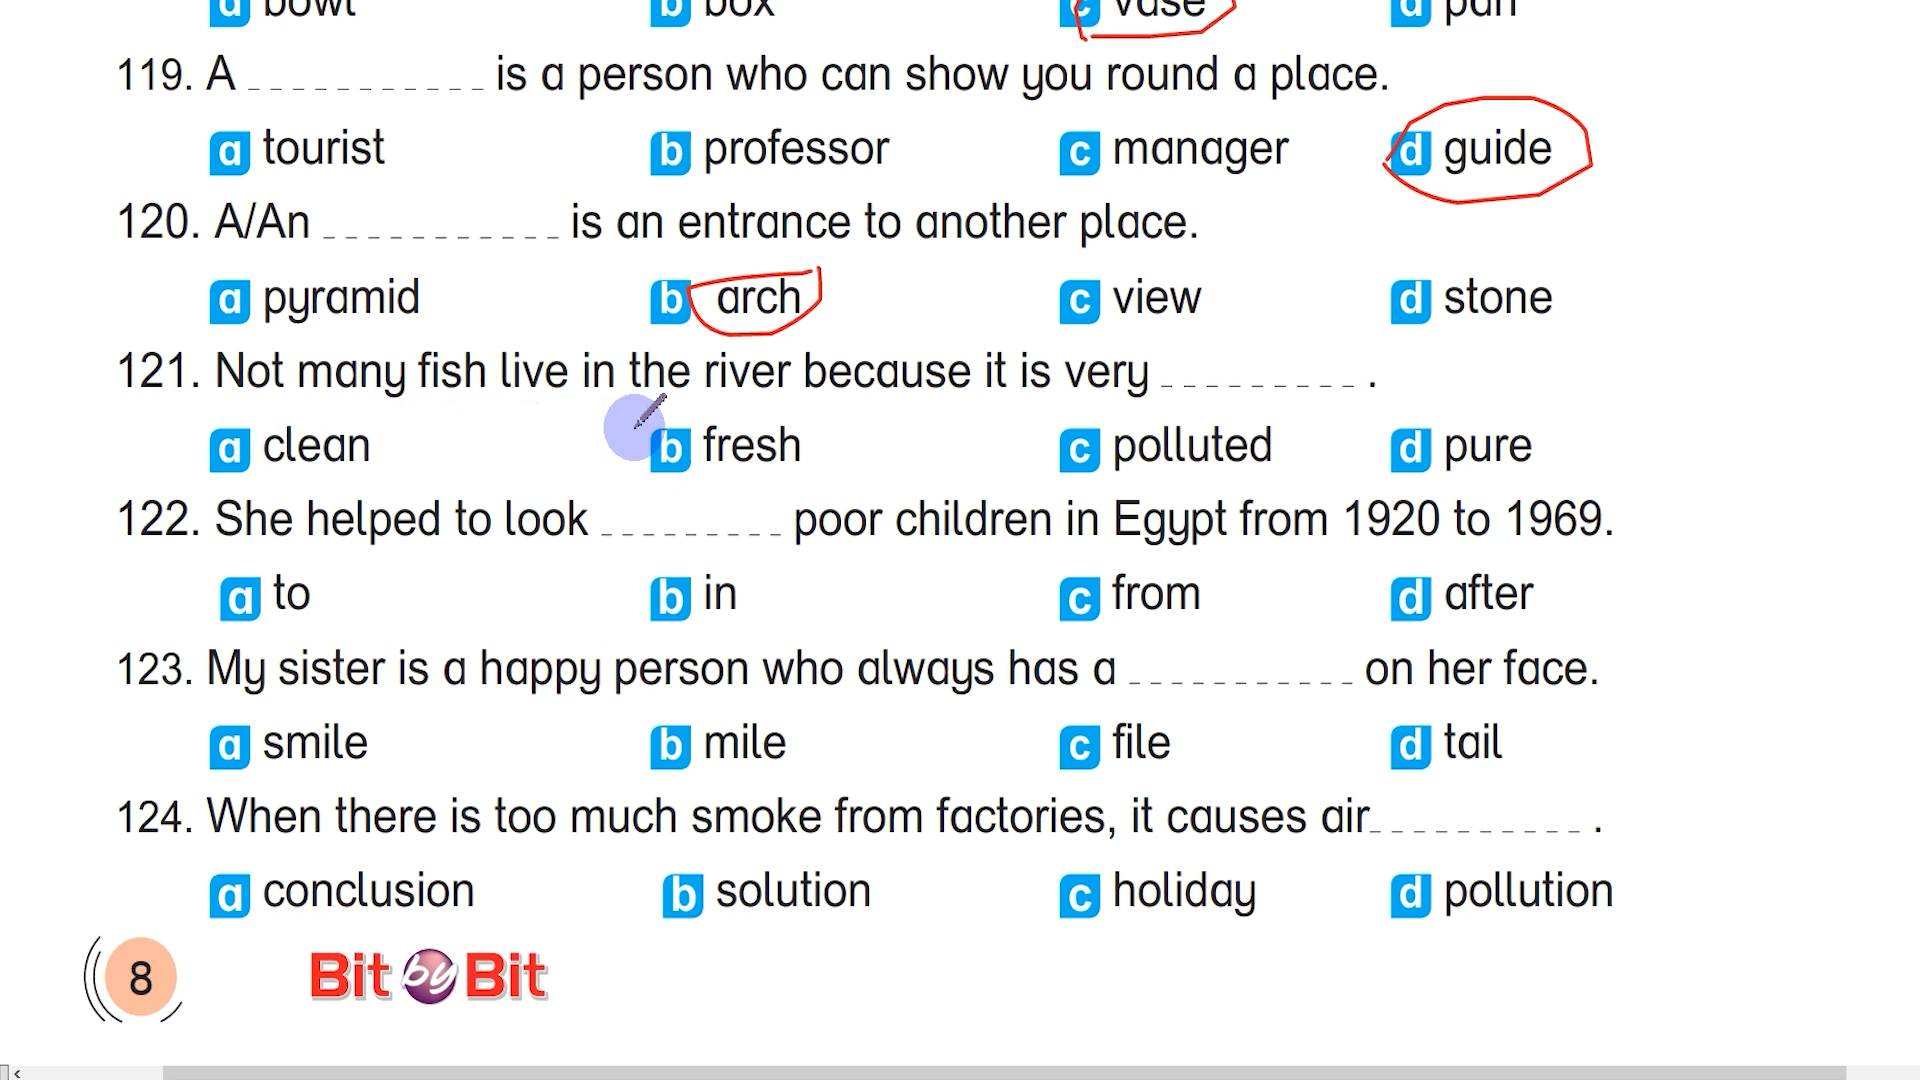 a bowl b box c vase d pan
119. A ___________ is a person who can show you round a place.
a tourist b professor c manager d guide
120. A/An ___________ is an entrance to another place.
a pyramid b arch c view d stone
121. Not many fish live in the river because it is very _________ .
a clean b fresh c polluted d pure
122. She helped to look _________ poor children in Egypt from 1920 to 1969.
a to b in c from d after
123. My sister is a happy person who always has a ___________ on her face.
a smile b mile c file d tail
124. When there is too much smoke from factories, it causes air__________ .
a conclusion b solution c holiday d pollution
8 Bit by Bit